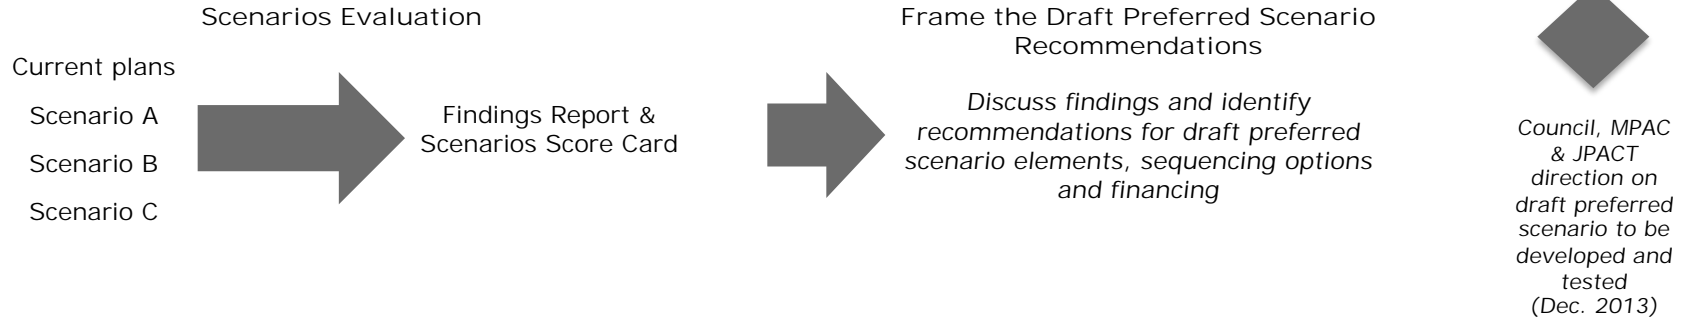 Scenarios Evaluation
Current plans
Scenario A
Scenario B
Scenario C
Findings Report &
Scenarios Score Card
Frame the Draft Preferred Scenario
Recommendations
Discuss findings and identify
recommendations for draft preferred
scenario elements, sequencing options
and financing
Council, MPAC
& JPACT
direction on
draft preferred
scenario to be
developed and
tested
(Dec. 2013)